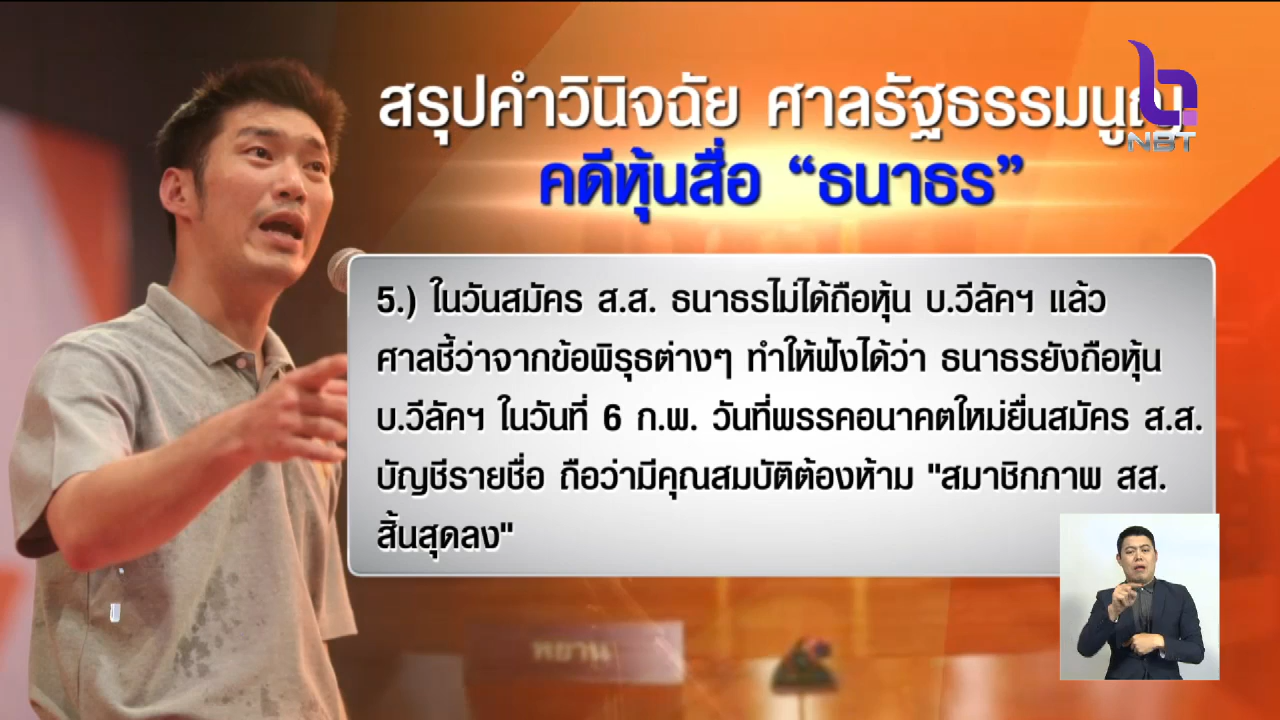 สรุปคำวินิจฉัย ศาลรัฐธรรมนูญ
NBT
คดีหุ้นสื่อ “ธนาธร”
5.) ในวันสมัคร ส.ส. ธนาธรไม่ได้ถือหุ้น บ.วีลัคฯ แล้ว
ศาลชี้ว่าจากข้อพิรุธต่างๆ ทำให้ฟังได้ว่า ธนาธรยังถือหุ้น
บ.วีลัคฯ ในวันที่ 6 ก.พ. วันที่พรรคอนาคตใหม่ยื่นสมัคร ส.ส.
บัญชีรายชื่อ ถือว่ามีคุณสมบัติต้องห้าม "สมาชิกภาพ สส.
สิ้นสุดลง"
พยาน